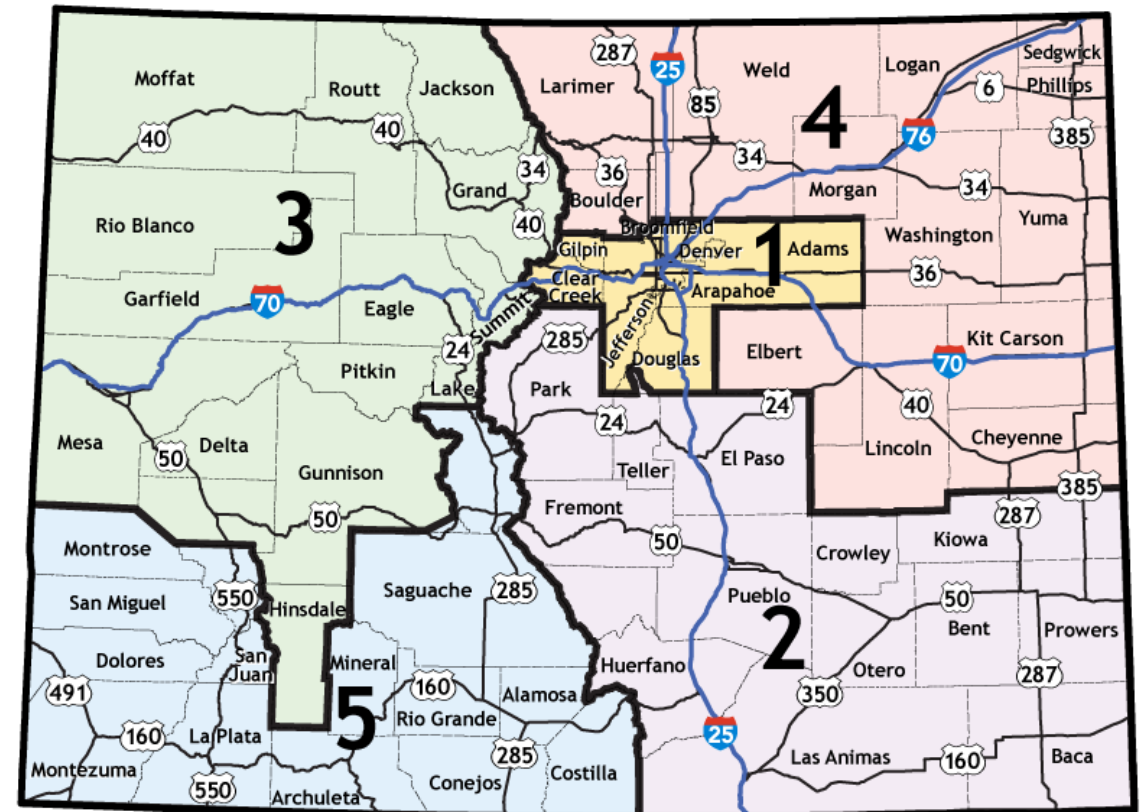 287
25
Weld
Logan
Sedgwick
Moffat
Routt
Jackson
Larimer
85
4
6
Phillips
40
40
76
385
34
36
34
34
Grand
Boulder
Morgan
Yuma
3
Rio Blanco
40
Broomfield
Washington
Gilpin
Denver
1
Adams
36
Garfield
70
Eagle
Clear
Creek
Arapahoe
Summit
Jefferson
285
24
Douglas
Elbert
Kit Carson
70
Pitkin
Lake
Park
24
24
40
Mesa
50
Delta
Gunnison
Teller
El Paso
Lincoln
Cheyenne
385
50
Fremont
287
Montrose
50
Crowley
Kiowa
San Miguel
550
Hinsdale
Saguache
285
Pueblo
50
Bent
Prowers
2
Dolores
San
Juan
Mineral
Huerfano
Otero
287
491
160
Alamosa
350
5
Rio Grande
160
La Plata
285
25
Montezuma
550
Archuleta
Conejos
Costilla
Las Animas
160
Baca